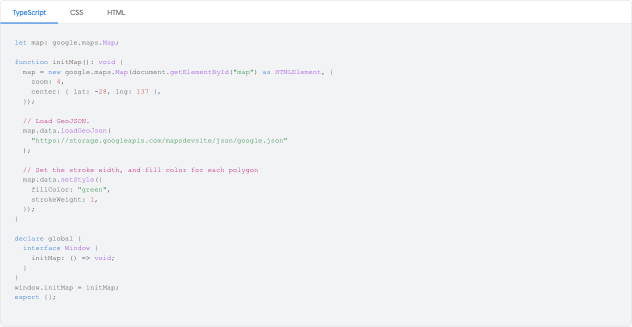 TypeScript CSS HTML
let map: google.maps.Map;
function initMap(): void {
map = new google.maps.Map(document.getElementById("map") as HTMLElement, {
zoom: 4,
center: { lat: -28, lng: 137 },
});
// Load GeoJSON.
map.data.loadGeoJson(
"https://storage.googleapis.com/mapsdevsite/json/google.json"
);
// Set the stroke width, and fill color for each polygon
map.data.setStyle({
fillColor: "green",
strokeWeight: 1,
});
}
declare global {
interface Window {
initMap: () => void;
}
}
window.initMap = initMap;
export {};